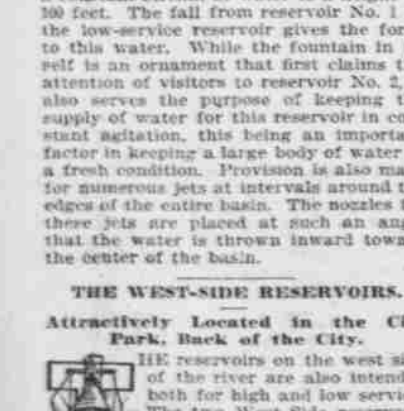 100 feet. The fall from reservoir No. 1
the low-service reservoir gives the for
to this water. While the fountain in
self is an ornament that first claims t
attention of visitors to reservoir No. 2,
also serves the purpose of keeping t
supply of water for this reservoir in co
stant agitation, this being an importa
factor in keeping a large body of water
a fresh condition. Provision is also ma
for numerous jets at intervals around t
edges of the entire basin. The nozzles f
these jets are placed at such an ang
that the water is thrown inward towa
the center of the basin.
THE WEST-SIDE RESERVOIRS.
Attractively Located in the Ci
Park, Back of the City.
HE reservoirs on the west si
of the river are also intend
both for high and low servic